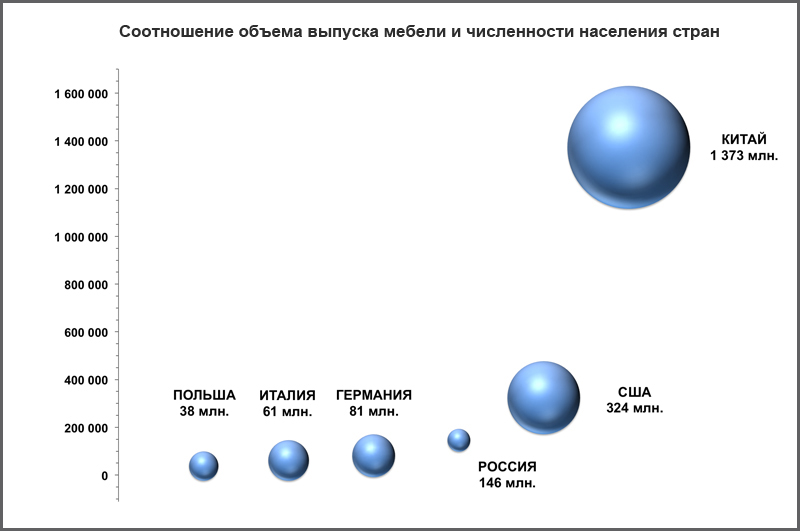 Соотношение объема выпуска мебели и численности населения стран
1 600 000
1 400 000
1 200 000
1 000 000
800 000
600 000
400 000
200 000
0
ПОЛЬША
38 млн.
ИТАЛИЯ
61 млн.
ГЕРМАНИЯ
81 млн.
РОССИЯ
146 млн.
США
324 млн.
КИТАЙ
1 373 млн.